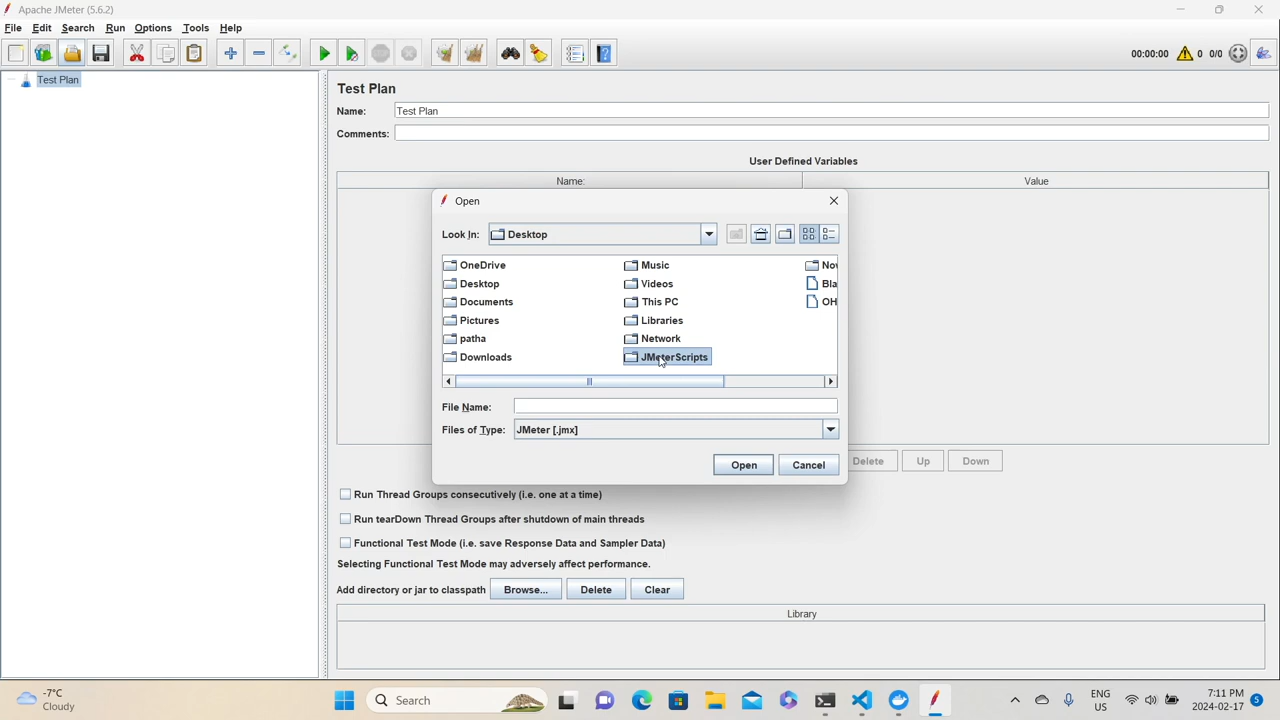 Apache JMeter (5.6.2)
File Edit Search Run Options Tools Help
00:00:00 0 0/0
Test Plan
Test Plan
Name: Test Plan
Comments:
User Defined Variables
Name: Value
Open
Look In: Desktop
OneDrive Music
Desktop Videos
Documents This PC
Pictures Libraries
patha Network
Downloads JMeterScripts
File Name:
Files of Type: JMeter [.jmx]
Open Cancel
Delete Up Down
Run Thread Groups consecutively (i.e. one at a time)
Run tearDown Thread Groups after shutdown of main threads
Functional Test Mode (i.e. save Response Data and Sampler Data)
Selecting Functional Test Mode may adversely affect performance.
Add directory or jar to classpath Browse... Delete Clear
Library
-7°C
Cloudy
Search
ENG
US
7:11 PM
2024-02-17
5